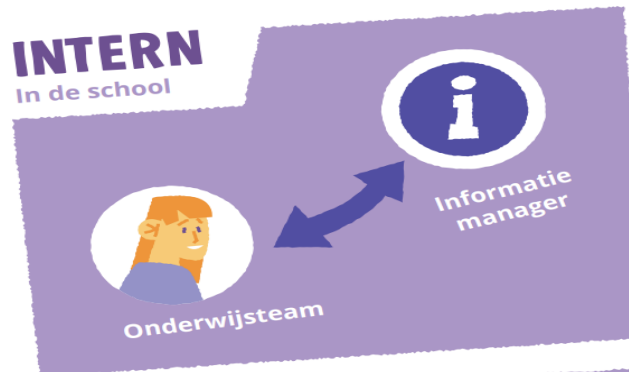 INTERN
In de school
i
Informatie
manager
Onderwijsteam